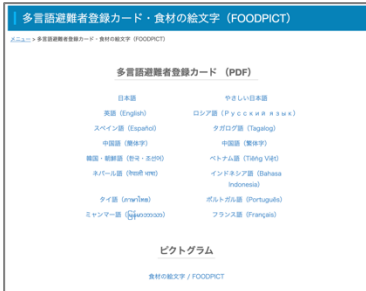 多言語避難者登録カード・食材の絵文字（FOODPICT）
メニュー > 多言語避難者登録カード・食材の絵文字（FOODPICT）
多言語避難者登録カード （PDF）
日本語 やさしい日本語
英語（English） ロシア語（Русский язык）
スペイン語（Español） タガログ語（Tagalog）
中国語（簡体字） 中国語（繁体字）
韓国・朝鮮語（한국・조선어） ベトナム語（Tiếng Việt）
ネパール語（नेपाली भाषा） インドネシア語（Bahasa
Indonesia）
タイ語（ภาษาไทย） ポルトガル語（Português）
ミャンマー語（မြန်မာဘာသာ） フランス語（Français）
ピクトグラム
食材の絵文字 / FOODPICT